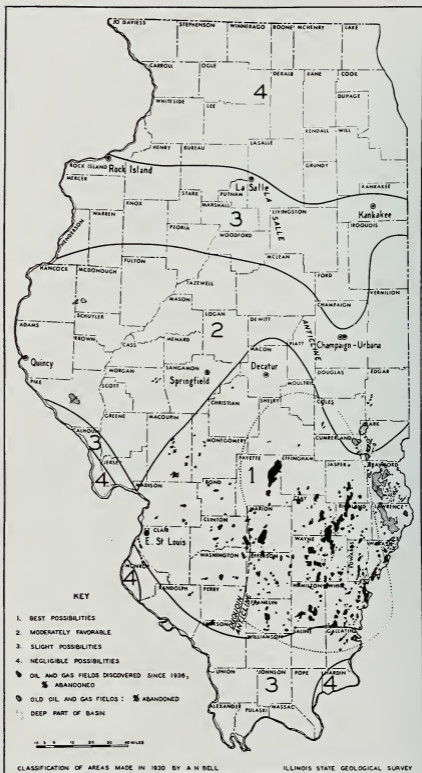 JO DAVIESS STEPHENSON WINNEBAGO BOONE MCHENRY LAKE
CARROLL OGLE DEKALB KANE COOK
4
DUPAGE
WHITESIDE LEE
KENDALL WILL
HENRY BUREAU LASALLE
ROCK ISLAND Rock Island GRUNDY
MERCER
La Salle KANKAKEE
STARK PUTNAM
MARSHALL
KNOX 3 LIVINGSTON Kankakee
HENDERSON WARREN PEORIA WOODFORD LA SALLE IROQUOIS
MCLEAN
FULTON FORD
HANCOCK MCDONOUGH TAZEWELL CHAMPAIGN VERMILION
MASON
SCHUYLER LOGAN DEWITT
ADAMS 2 ANTICLINE
BROWN CASS MENARD PIATT Champaign-Urbana
MACON
Quincy SANGAMON Decatur DOUGLAS EDGAR
MORGAN Springfield
PIKE SCOTT MOULTRIE
CHRISTIAN SHELBY COLES
GREENE MACOUPIN
CALHOUN MONTGOMERY CUMBERLAND CLARK
3
JERSEY FAYETTE EFFINGHAM JASPER CRAWFORD
4 1
MADISON BOND
CLAY RICHLAND LAWRENCE
MARION
CLINTON
ST CLAIR WAYNE WABASH
E. St Louis
WASHINGTON JEFFERSON EDWARDS
MONROE
4 HAMILTON WHITE
RANDOLPH PERRY
KEY FRANKLIN
DUQUOIN ANTICLINE
1. BEST POSSIBILITIES JACKSON
2. MODERATELY FAVORABLE WILLIAMSON SALINE GALLATIN
3. SLIGHT POSSIBILITIES
4. NEGLIGIBLE POSSIBILITIES
UNION JOHNSON POPE HARDIN
3 4
OIL AND GAS FIELDS DISCOVERED SINCE 1936,
ABANDONED
OLD OIL AND GAS FIELDS: ABANDONED
ALEXANDER PULASKI MASSAC
DEEP PART OF BASIN
MILES
CLASSIFICATION OF AREAS MADE IN 1930 BY A H BELL ILLINOIS STATE GEOLOGICAL SURVEY